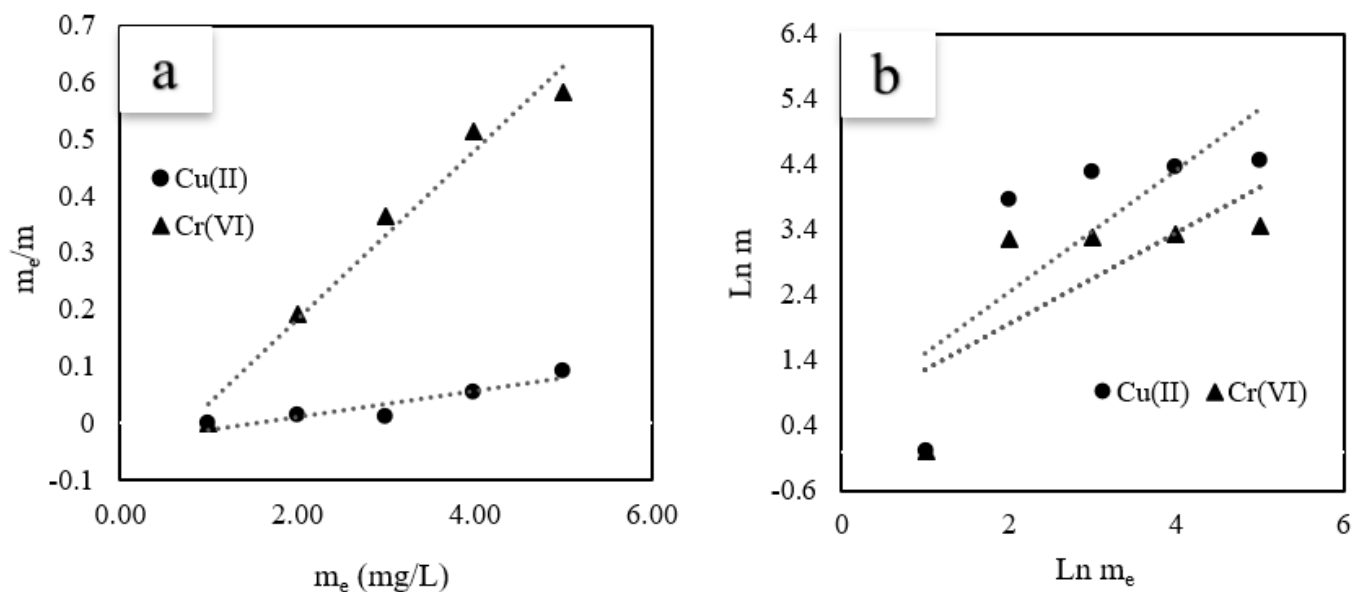 a
0.7
0.6
0.5
0.4
0.3
0.2
0.1
0
-0.1
0.00 2.00 4.00 6.00
mₑ/m
mₑ (mg/L)
Cu(II)
Cr(VI)
b
6.4
5.4
4.4
3.4
2.4
1.4
0.4
-0.6
0 2 4 6
Ln m
Ln mₑ
Cu(II) Cr(VI)